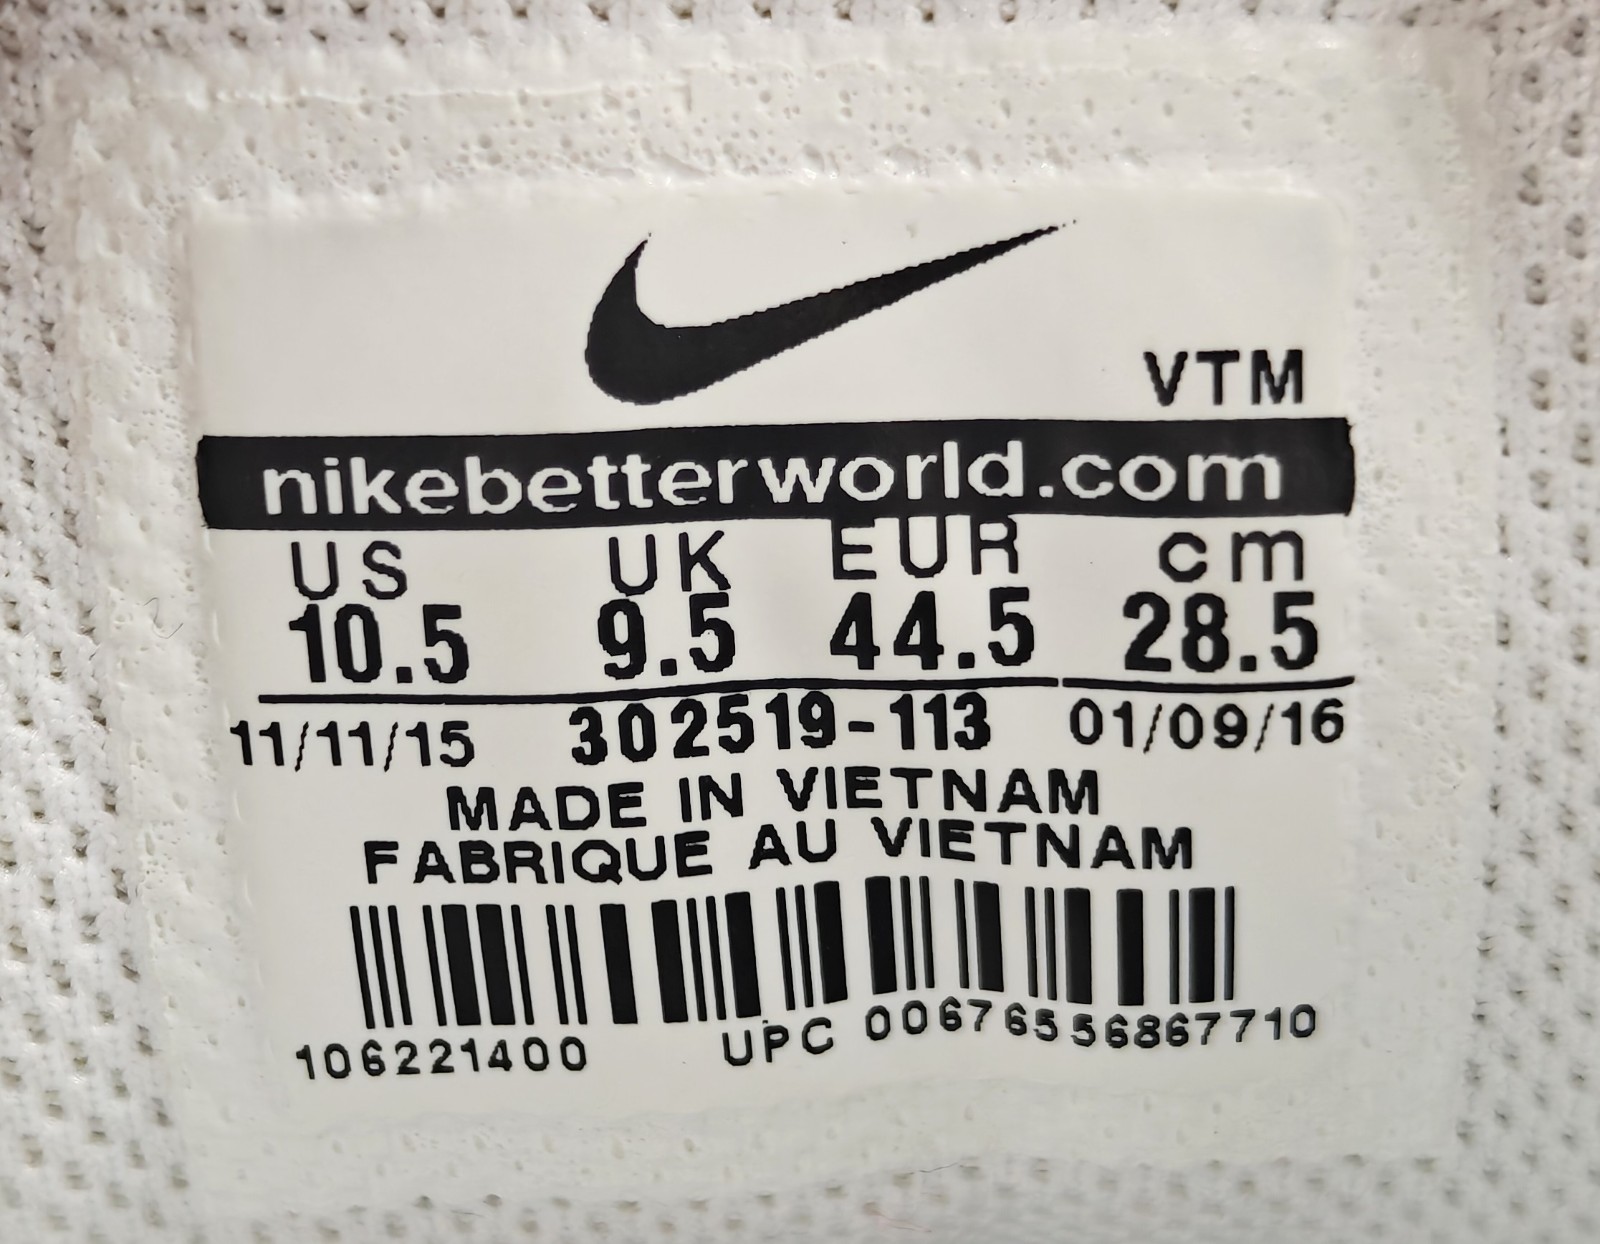 VTM
nikebetterworld.com
US UK EUR cm
10.5 9.5 44.5 28.5
11/11/15 302519-113 01/09/16
MADE IN VIETNAM
FABRIQUE AU VIETNAM
106221400 UPC 00676556867710